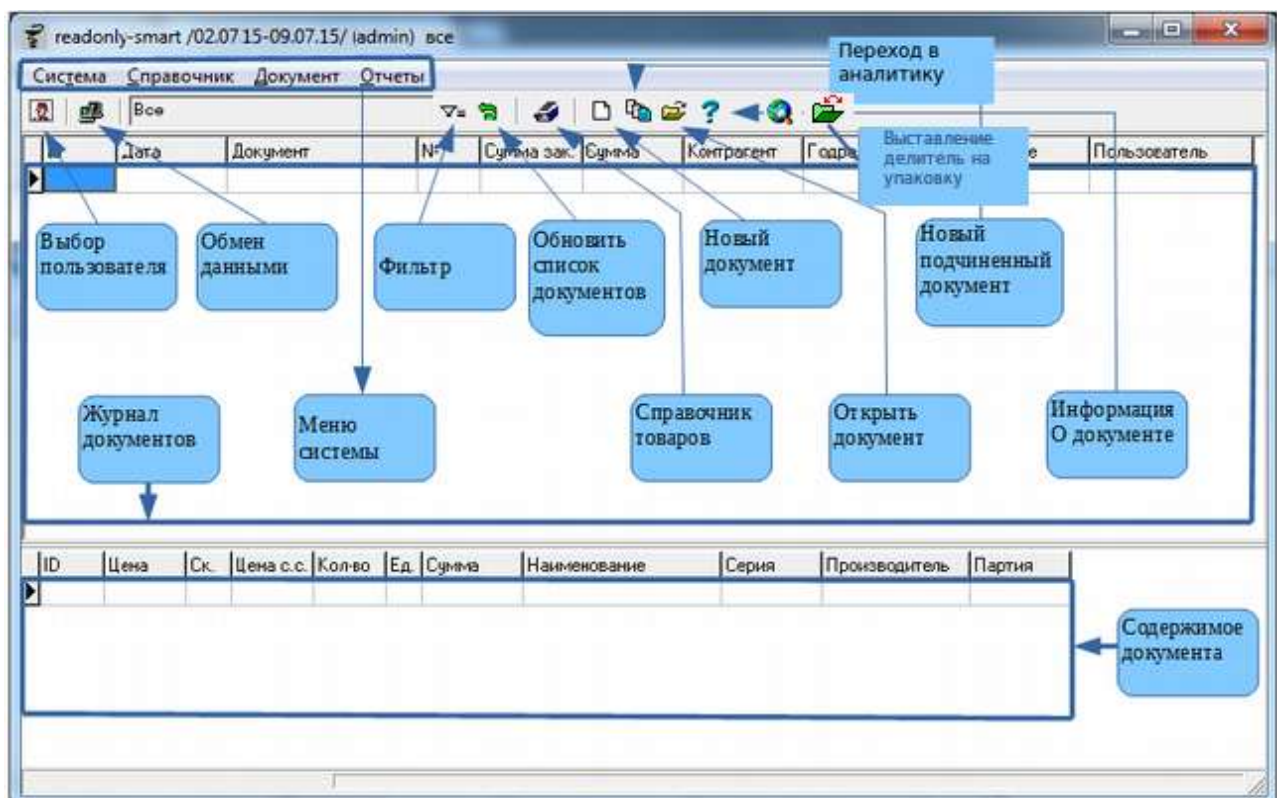 readonly-smart /02.07.15-09.07.15/ (admin) все
Переход в
аналитику
Система Справочник Документ Отчеты
Все
Дата Документ № Сумма зак. Сумма Контрагент Пользователь
Выставление
делитель на
упаковку
Выбор
пользователя
Обмен
данными
Фильтр
Обновить
список
документов
Новый
документ
Новый
подчиненный
документ
Журнал
документов
Меню
системы
Справочник
товаров
Открыть
документ
Информация
О документе
ID Цена Ск. Цена с.с. Кол-во Ед. Сумма Наименование Серия Производитель Партия
Содержимое
документа